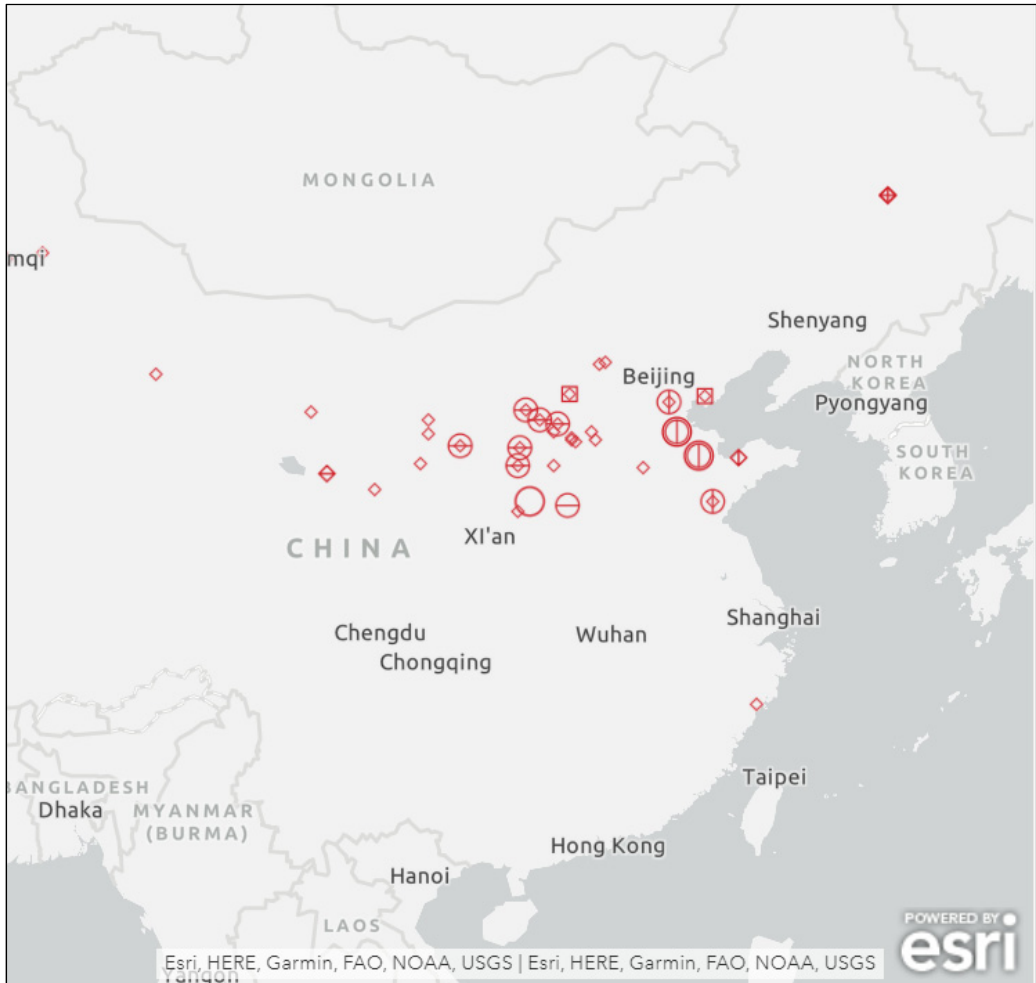 MONGOLIA
mqi
Shenyang
NORTH
KOREA
Beijing
Pyongyang
SOUTH
KOREA
XI'an
CHINA
Shanghai
Chengdu
Wuhan
Chongqing
Taipei
BANGLADESH
Dhaka
MYANMAR
(BURMA)
Hong Kong
Hanoi
LAOS
POWERED BY
esri
Esri, HERE, Garmin, FAO, NOAA, USGS | Esri, HERE, Garmin, FAO, NOAA, USGS
Yangon